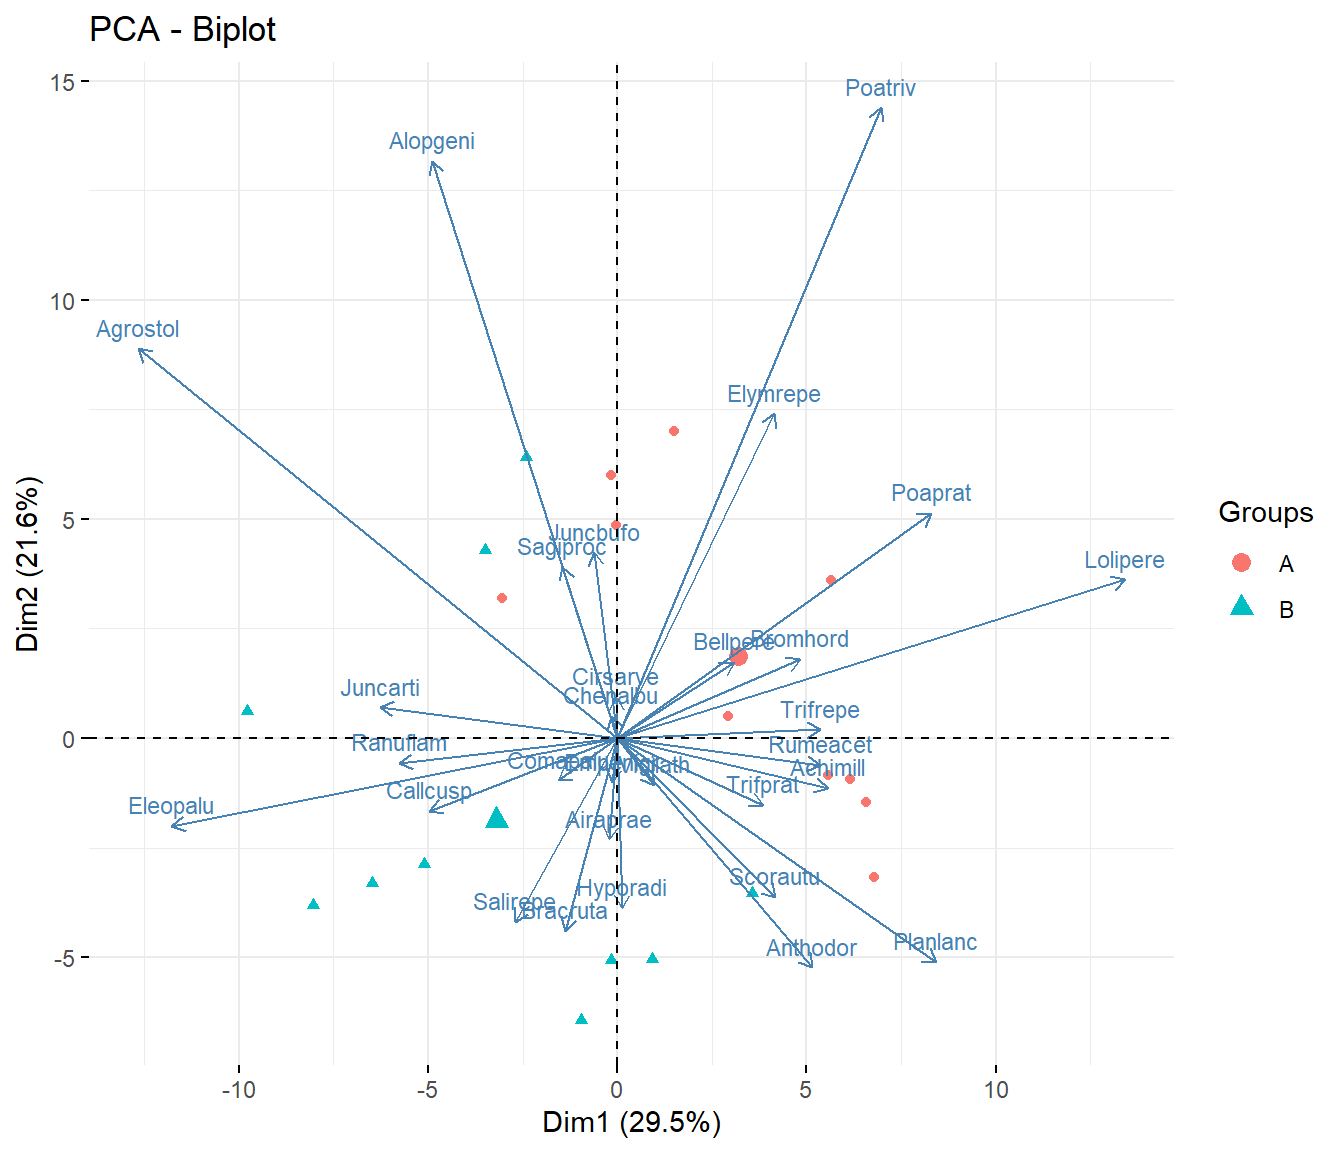 PCA - Biplot
15
10
5
0
-5
Dim2 (21.6%)
Poatriv
Alopgeni
Agrostol
Elymrepe
Poaprat
Lolipere
Juncbufo
Sagiproc
Bellpere
Bromhord
Cirsarve
Chenalbu
Juncarti
Trifrepe
Ranuflam
Rumeacet
Achimill
Trifprat
Callcusp
Eleopalu
Airaprae
Scorautu
Hyporadi
Salirepe
Bracruta
Anthodor
Planlanc
-10
-5
0
5
10
Dim1 (29.5%)
Groups
A
B